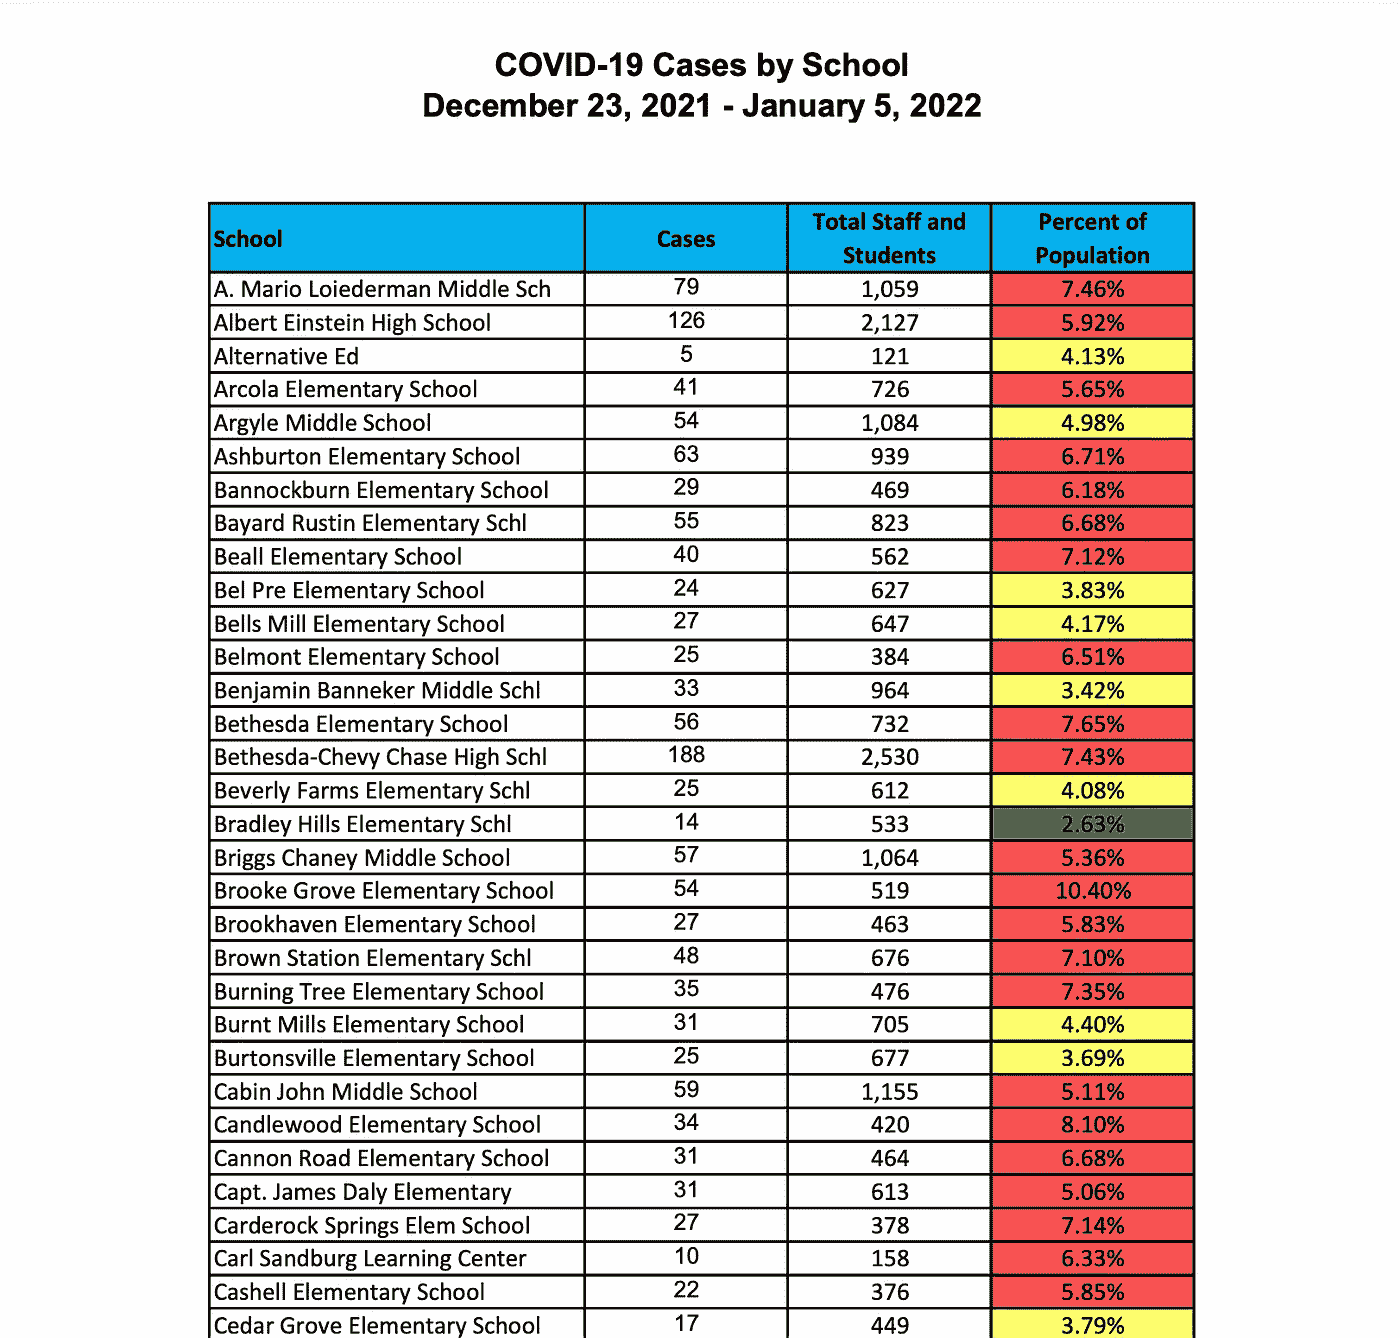 COVID-19 Cases by School
December 23, 2021 - January 5, 2022
School Cases Total Staff and Students Percent of Population
A. Mario Loiederman Middle Sch 79 1,059 7.46%
Albert Einstein High School 126 2,127 5.92%
Alternative Ed 5 121 4.13%
Arcola Elementary School 41 726 5.65%
Argyle Middle School 54 1,084 4.98%
Ashburton Elementary School 63 939 6.71%
Bannockburn Elementary School 29 469 6.18%
Bayard Rustin Elementary Schl 55 823 6.68%
Beall Elementary School 40 562 7.12%
Bel Pre Elementary School 24 627 3.83%
Bells Mill Elementary School 27 647 4.17%
Belmont Elementary School 25 384 6.51%
Benjamin Banneker Middle Schl 33 964 3.42%
Bethesda Elementary School 56 732 7.65%
Bethesda-Chevy Chase High Schl 188 2,530 7.43%
Beverly Farms Elementary Schl 25 612 4.08%
Bradley Hills Elementary Schl 14 533 2.63%
Briggs Chaney Middle School 57 1,064 5.36%
Brooke Grove Elementary School 54 519 10.40%
Brookhaven Elementary School 27 463 5.83%
Brown Station Elementary Schl 48 676 7.10%
Burning Tree Elementary School 35 476 7.35%
Burnt Mills Elementary School 31 705 4.40%
Burtonsville Elementary School 25 677 3.69%
Cabin John Middle School 59 1,155 5.11%
Candlewood Elementary School 34 420 8.10%
Cannon Road Elementary School 31 464 6.68%
Capt. James Daly Elementary 31 613 5.06%
Carderock Springs Elem School 27 378 7.14%
Carl Sandburg Learning Center 10 158 6.33%
Cashell Elementary School 22 376 5.85%
Cedar Grove Elementary School 17 449 3.79%